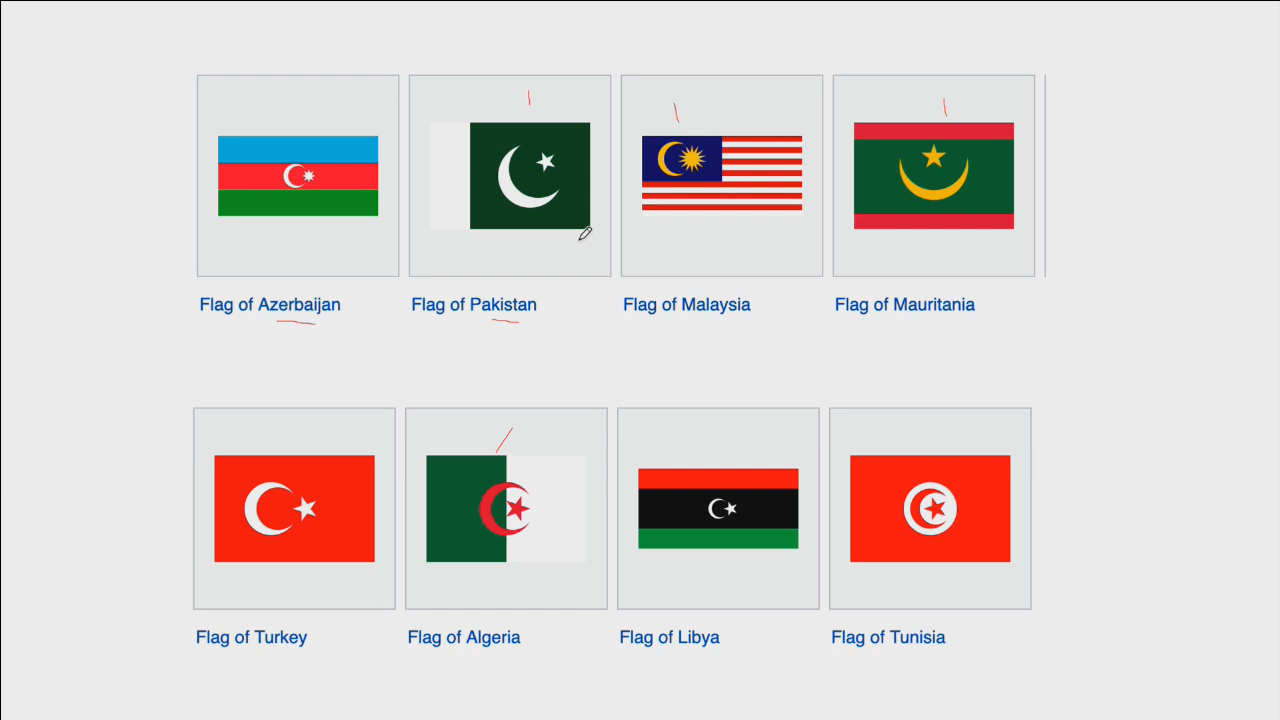 Flag of Azerbaijan
Flag of Pakistan
Flag of Malaysia
Flag of Mauritania
Flag of Turkey
Flag of Algeria
Flag of Libya
Flag of Tunisia